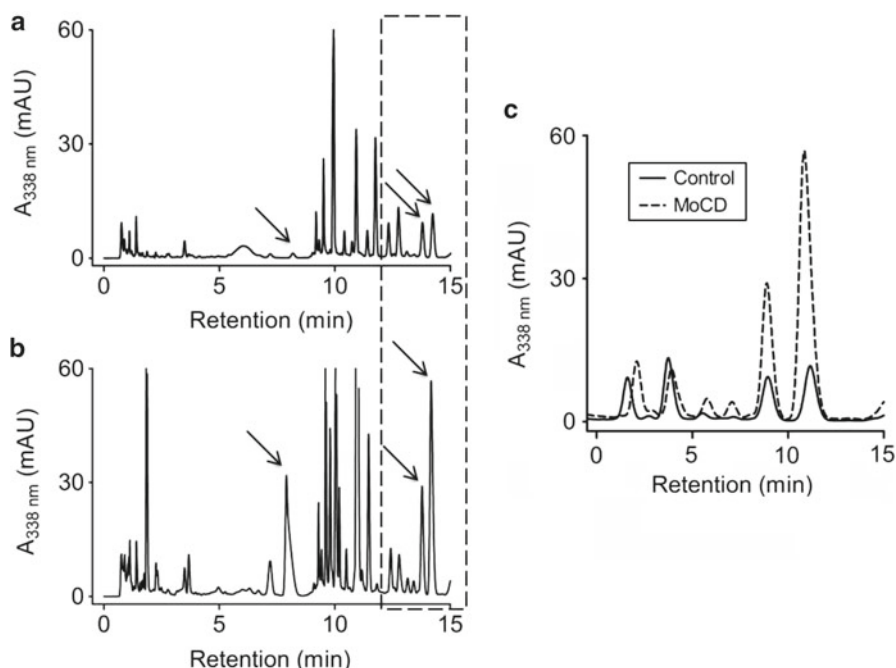 a
60
30
0
A338 nm (mAU)
0 5 10 15
Retention (min)
b
60
30
0
A338 nm (mAU)
0 5 10 15
Retention (min)
c
60
30
0
A338 nm (mAU)
Control
MoCD
0 5 10 15
Retention (min)